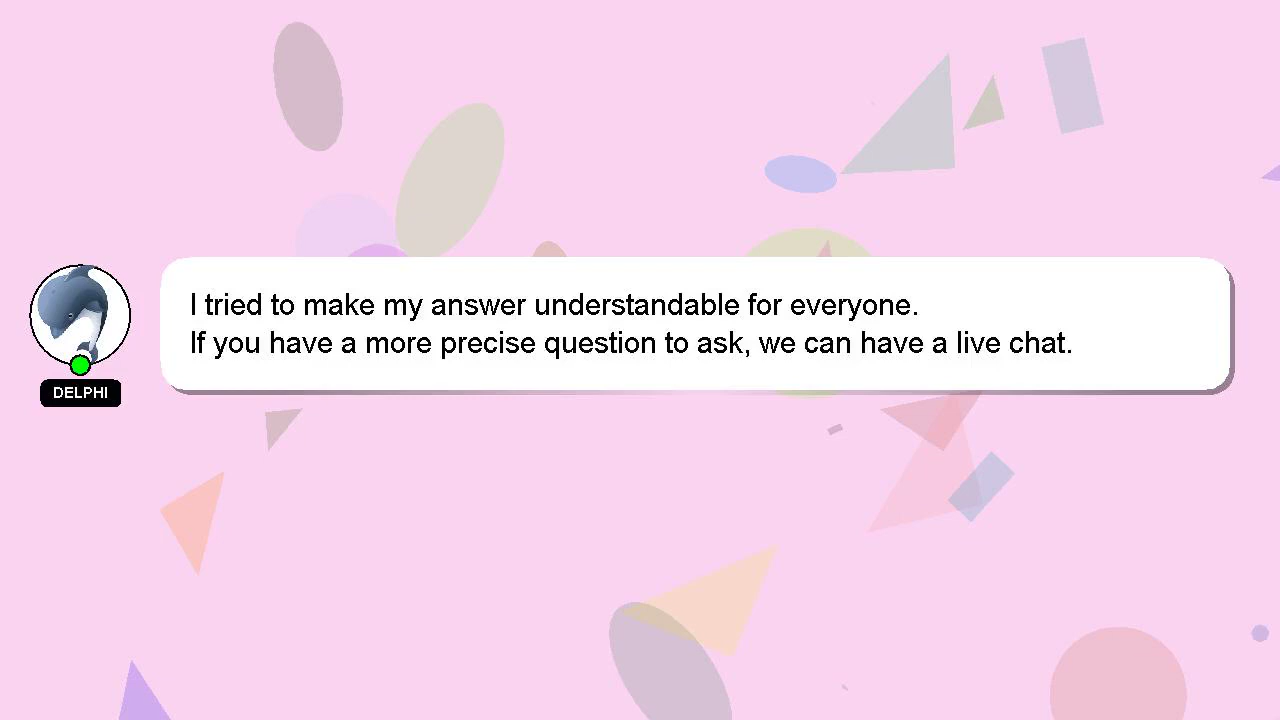 I tried to make my answer understandable for everyone.
If you have a more precise question to ask, we can have a live chat.
DELPHI